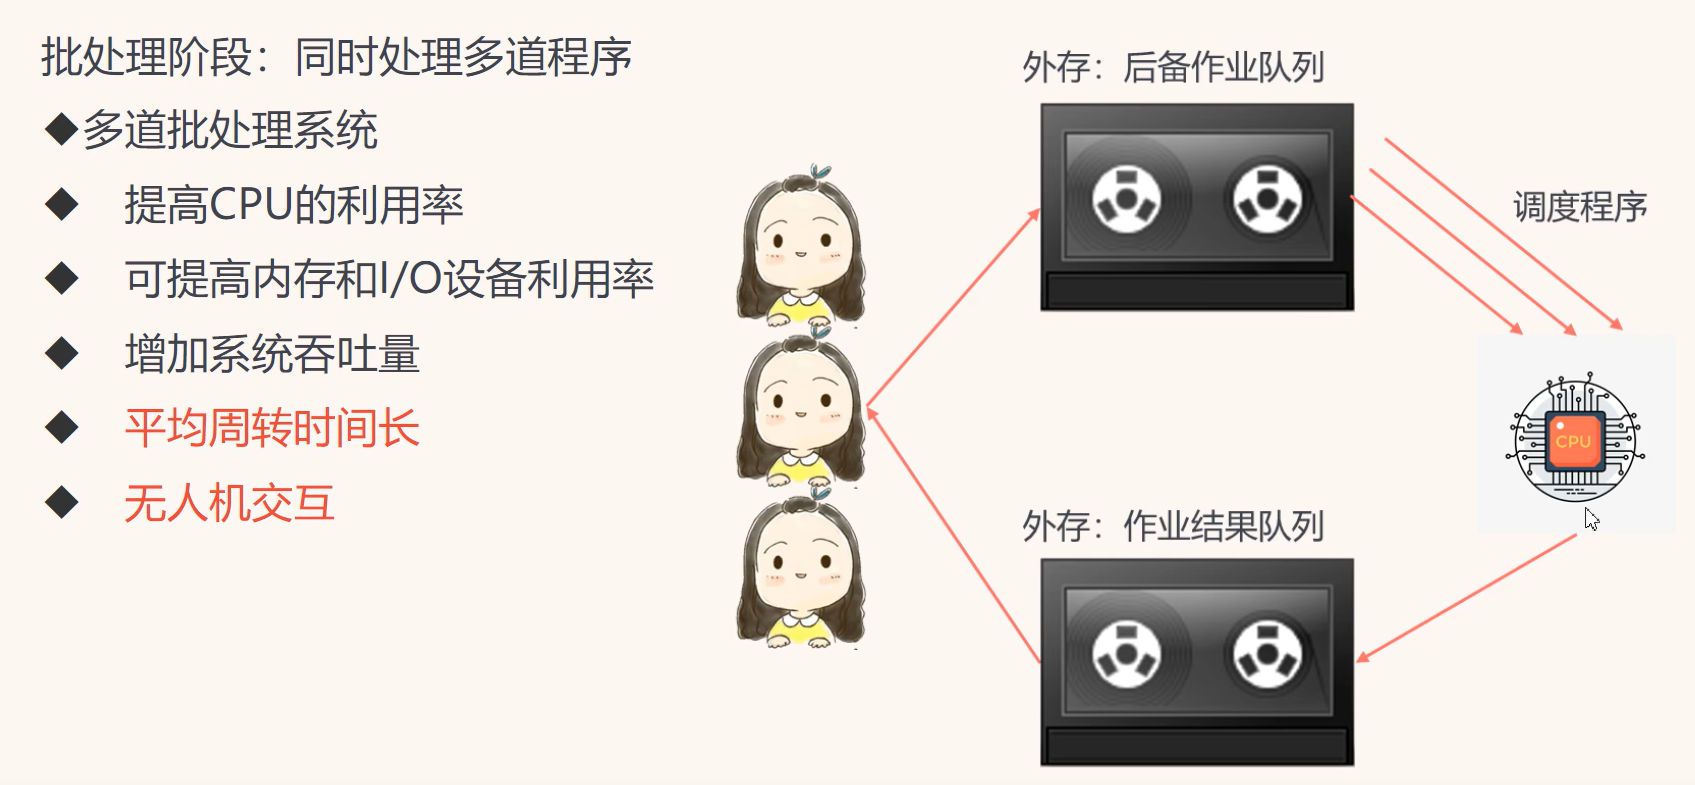 批处理阶段：同时处理多道程序
◆多道批处理系统
◆ 提高CPU的利用率
◆ 可提高内存和I/O设备利用率
◆ 增加系统吞吐量
◆ 平均周转时间长
◆ 无人机交互
外存：后备作业队列
调度程序
CPU
外存：作业结果队列